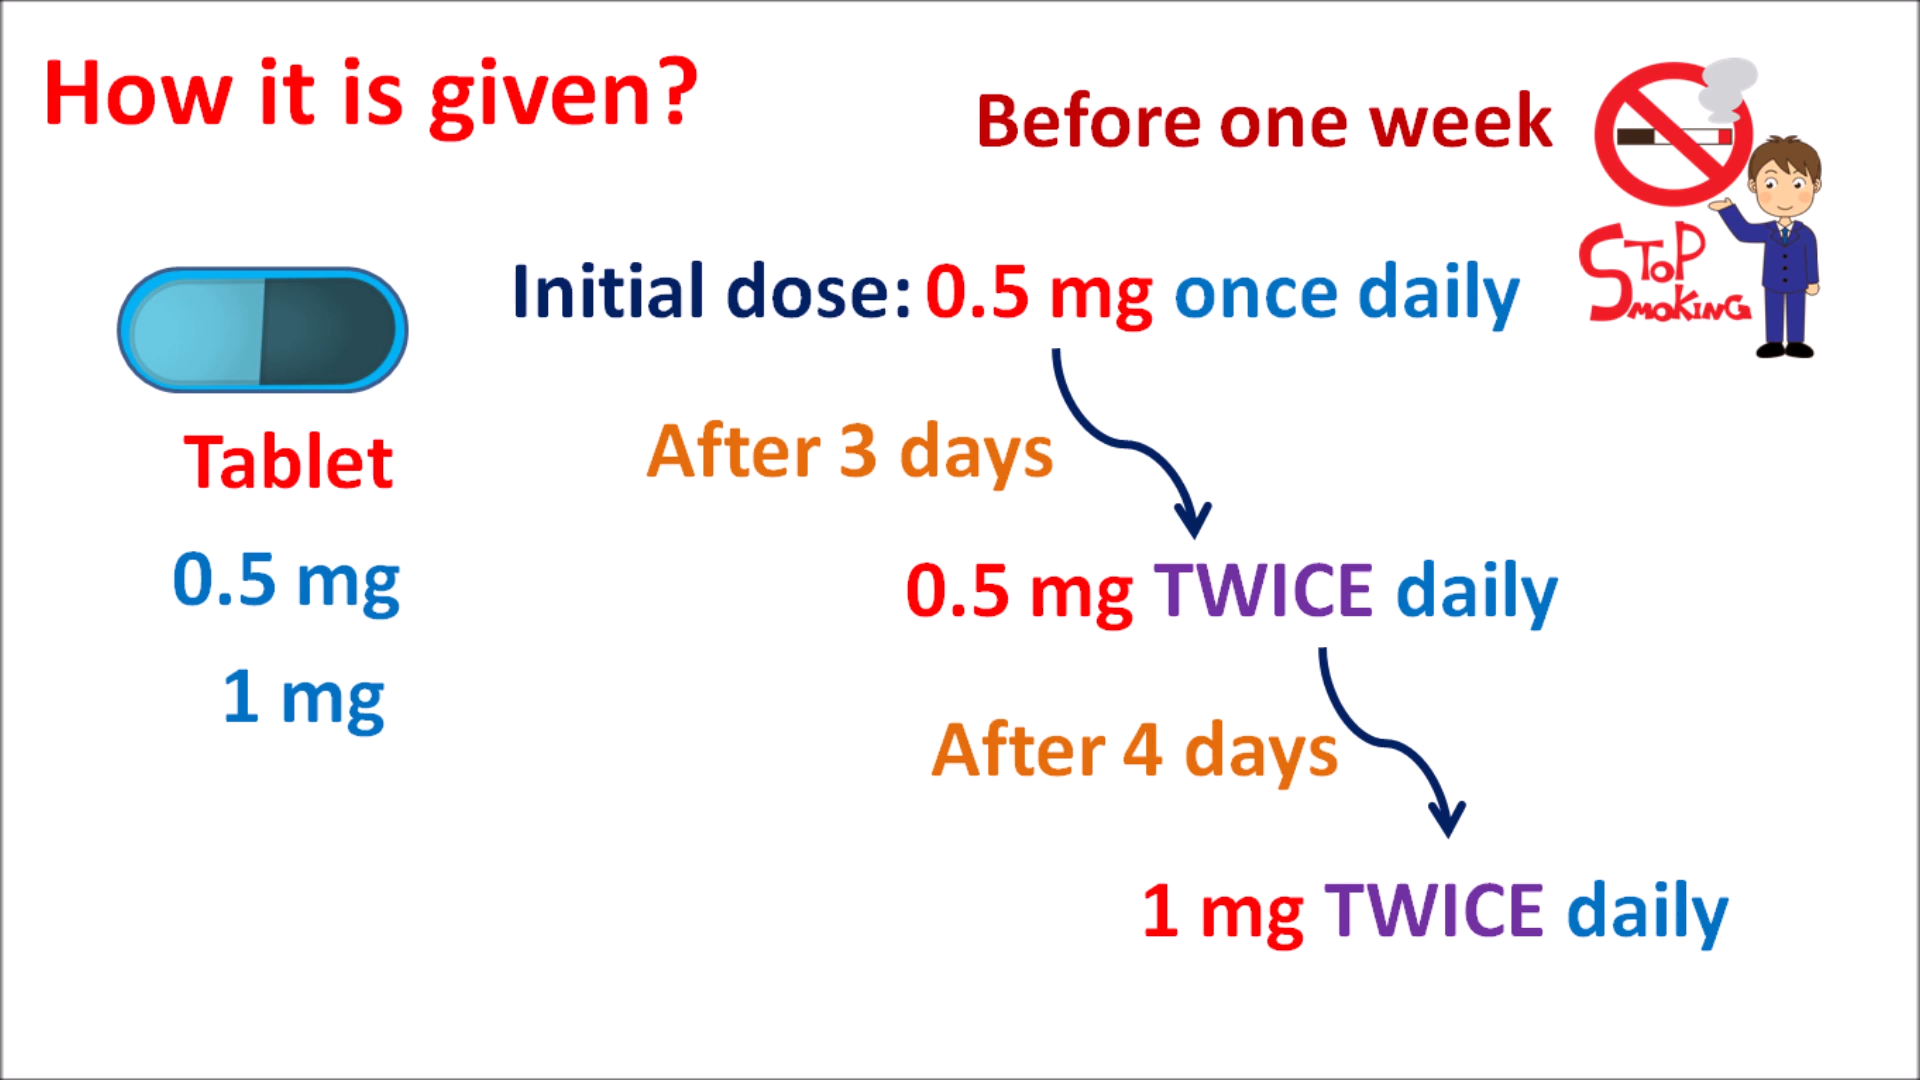 How it is given?
Before one week
STOP
SMOKING
Initial dose: 0.5 mg once daily
Tablet
0.5 mg
1 mg
After 3 days
0.5 mg TWICE daily
After 4 days
1 mg TWICE daily